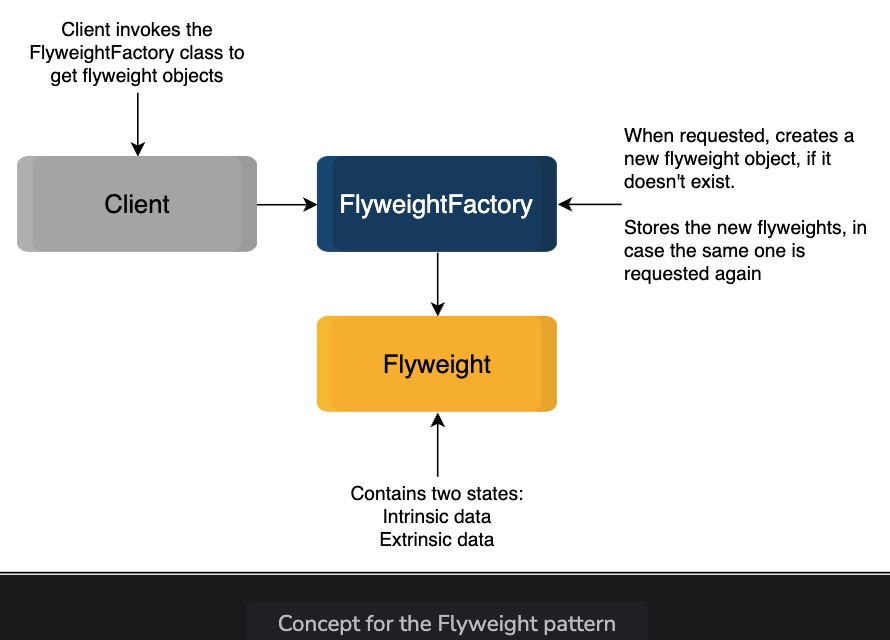 Client invokes the
FlyweightFactory class to
get flyweight objects
When requested, creates a
new flyweight object, if it
doesn't exist.
Stores the new flyweights, in
case the same one is
requested again
Client
FlyweightFactory
Flyweight
Contains two states:
Intrinsic data
Extrinsic data
Concept for the Flyweight pattern